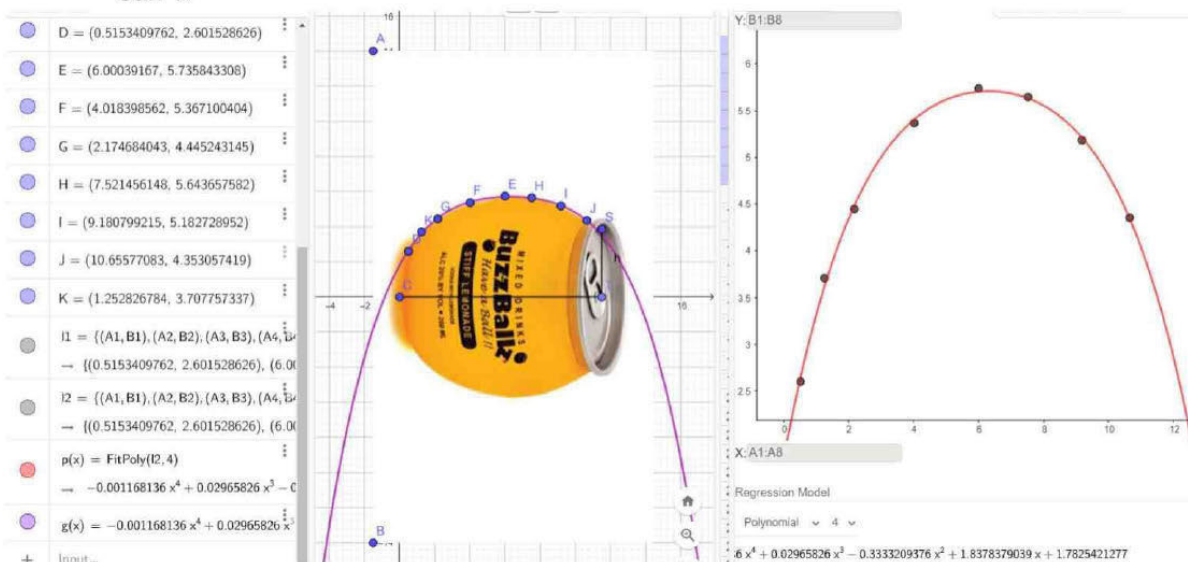 D = (0.5153409762, 2.601528626)
E = (6.00039167, 5.735843308)
F = (4.018398562, 5.367100404)
G = (2.174684043, 4.445243145)
H = (7.521456148, 5.643657582)
I = (9.180799215, 5.182728952)
J = (10.65577083, 4.353057419)
K = (1.252826784, 3.707757337)
l1 = {(A1, B1), (A2, B2), (A3, B3), (A4, B4
→ {(0.5153409762, 2.601528626), (6.00
l2 = {(A1, B1), (A2, B2), (A3, B3), (A4, B4
→ {(0.5153409762, 2.601528626), (6.00
p(x) = FitPoly(l2, 4)
→ −0.001168136 x⁴ + 0.02965826 x³ − 0
g(x) = −0.001168136 x⁴ + 0.02965826 x³
+ Input...
16
A
D K G F E H I J S
C
-4 -2 16
B
MIXED DRINKS
BuzzBallz
Have a Ball!!
STIFF LEMONADE
Y: B1:B8
6
5.5
5
4.5
4
3.5
3
2.5
0 2 4 6 8 10 12
X: A1:A8
Regression Model
Polynomial 4
6 x⁴ + 0.02965826 x³ − 0.3333209376 x² + 1.8378379039 x + 1.7825421277